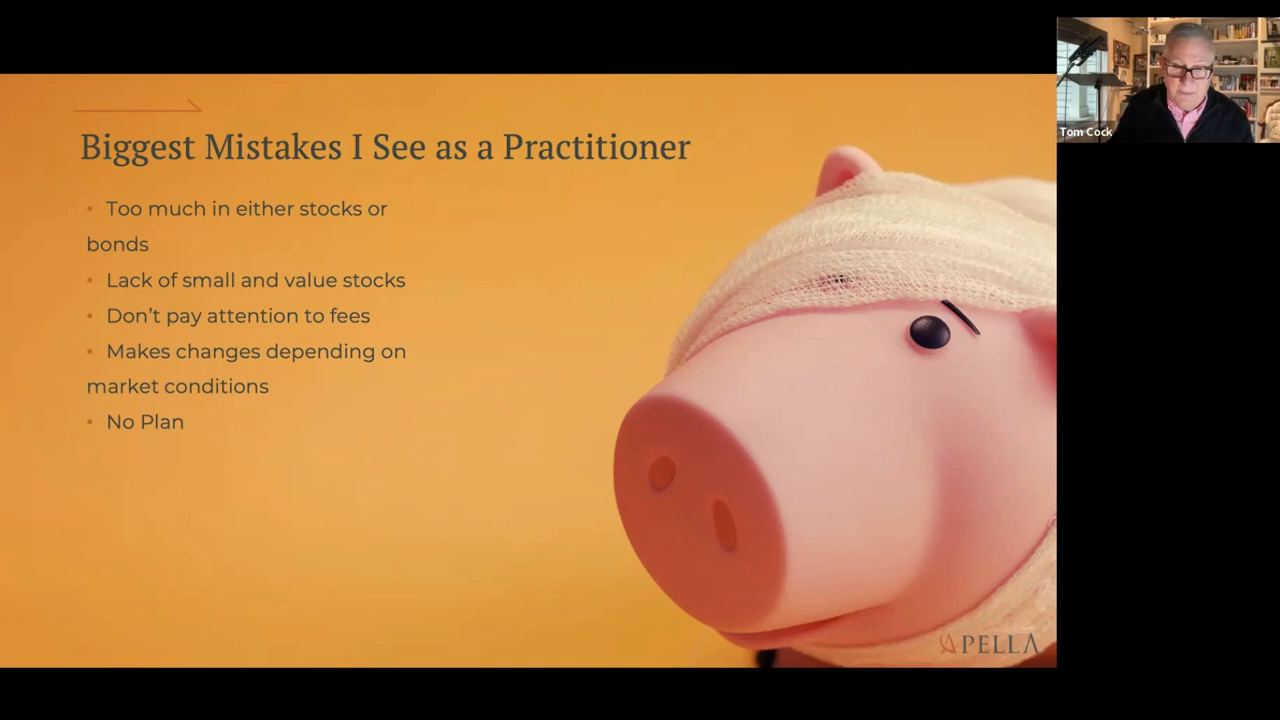 Biggest Mistakes I See as a Practitioner
• Too much in either stocks or
bonds
• Lack of small and value stocks
• Don’t pay attention to fees
• Makes changes depending on
market conditions
• No Plan
APELLA
Tom Cock